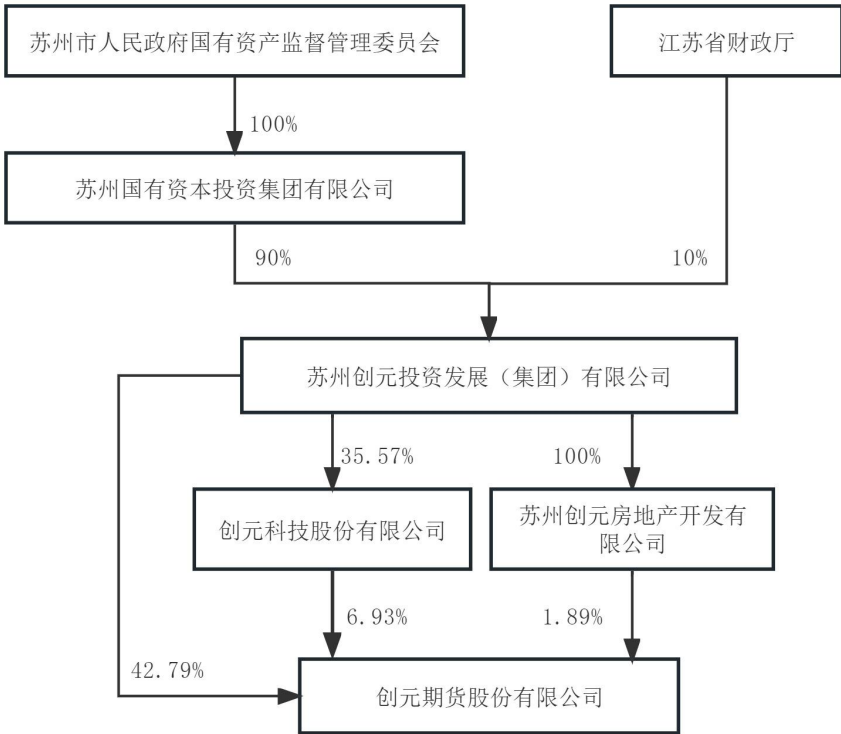 苏州市人民政府国有资产监督管理委员会
江苏省财政厅
100%
苏州国有资本投资集团有限公司
90%
10%
苏州创元投资发展（集团）有限公司
35.57%
100%
创元科技股份有限公司
苏州创元房地产开发有
限公司
6.93%
1.89%
42.79%
创元期货股份有限公司